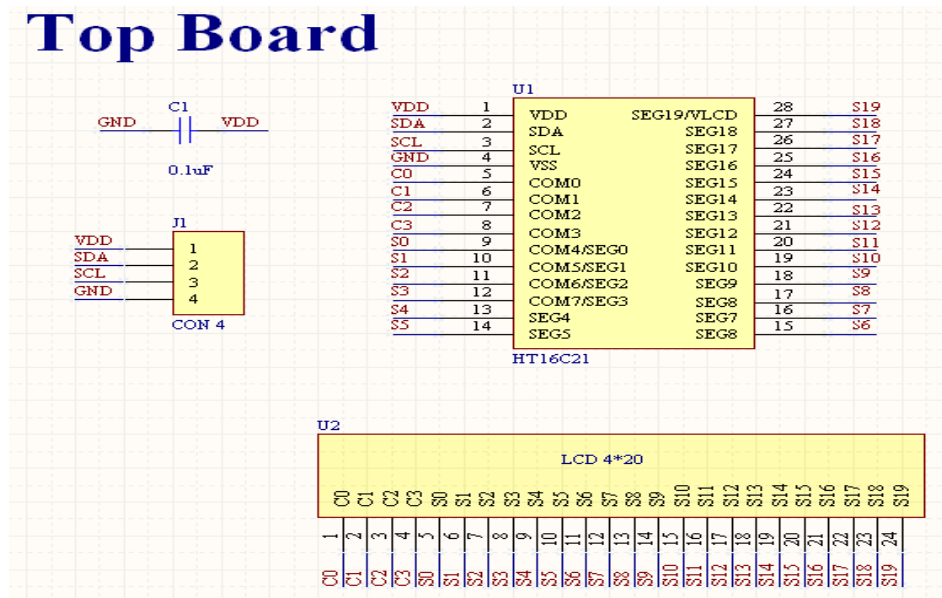 Top Board
C1
GND VDD
0.1uF
J1
VDD 1
SDA 2
SCL 3
GND 4
CON 4
U1
VDD 1 VDD SEG19/VLCD 28 S19
SDA 2 SDA SEG18 27 S18
SCL 3 SCL SEG17 26 S17
GND 4 VSS SEG16 25 S16
C0 5 COM0 SEG15 24 S15
C1 6 COM1 SEG14 23 S14
C2 7 COM2 SEG13 22 S13
C3 8 COM3 SEG12 21 S12
S0 9 COM4/SEG0 SEG11 20 S11
S1 10 COM5/SEG1 SEG10 19 S10
S2 11 COM6/SEG2 SEG9 18 S9
S3 12 COM7/SEG3 SEG8 17 S8
S4 13 SEG4 SEG7 16 S7
S5 14 SEG5 SEG8 15 S6
HT16C21
U2
LCD 4*20
C0 C1 C2 C3 S0 S1 S2 S3 S4 S5 S6 S7 S8 S9 S10 S11 S12 S13 S14 S15 S16 S17 S18 S19
1 2 3 4 5 6 7 8 9 10 11 12 13 14 15 16 17 18 19 20 21 22 23 24
C0 C1 C2 C3 S0 S1 S2 S3 S4 S5 S6 S7 S8 S9 S10 S11 S12 S13 S14 S15 S16 S17 S18 S19